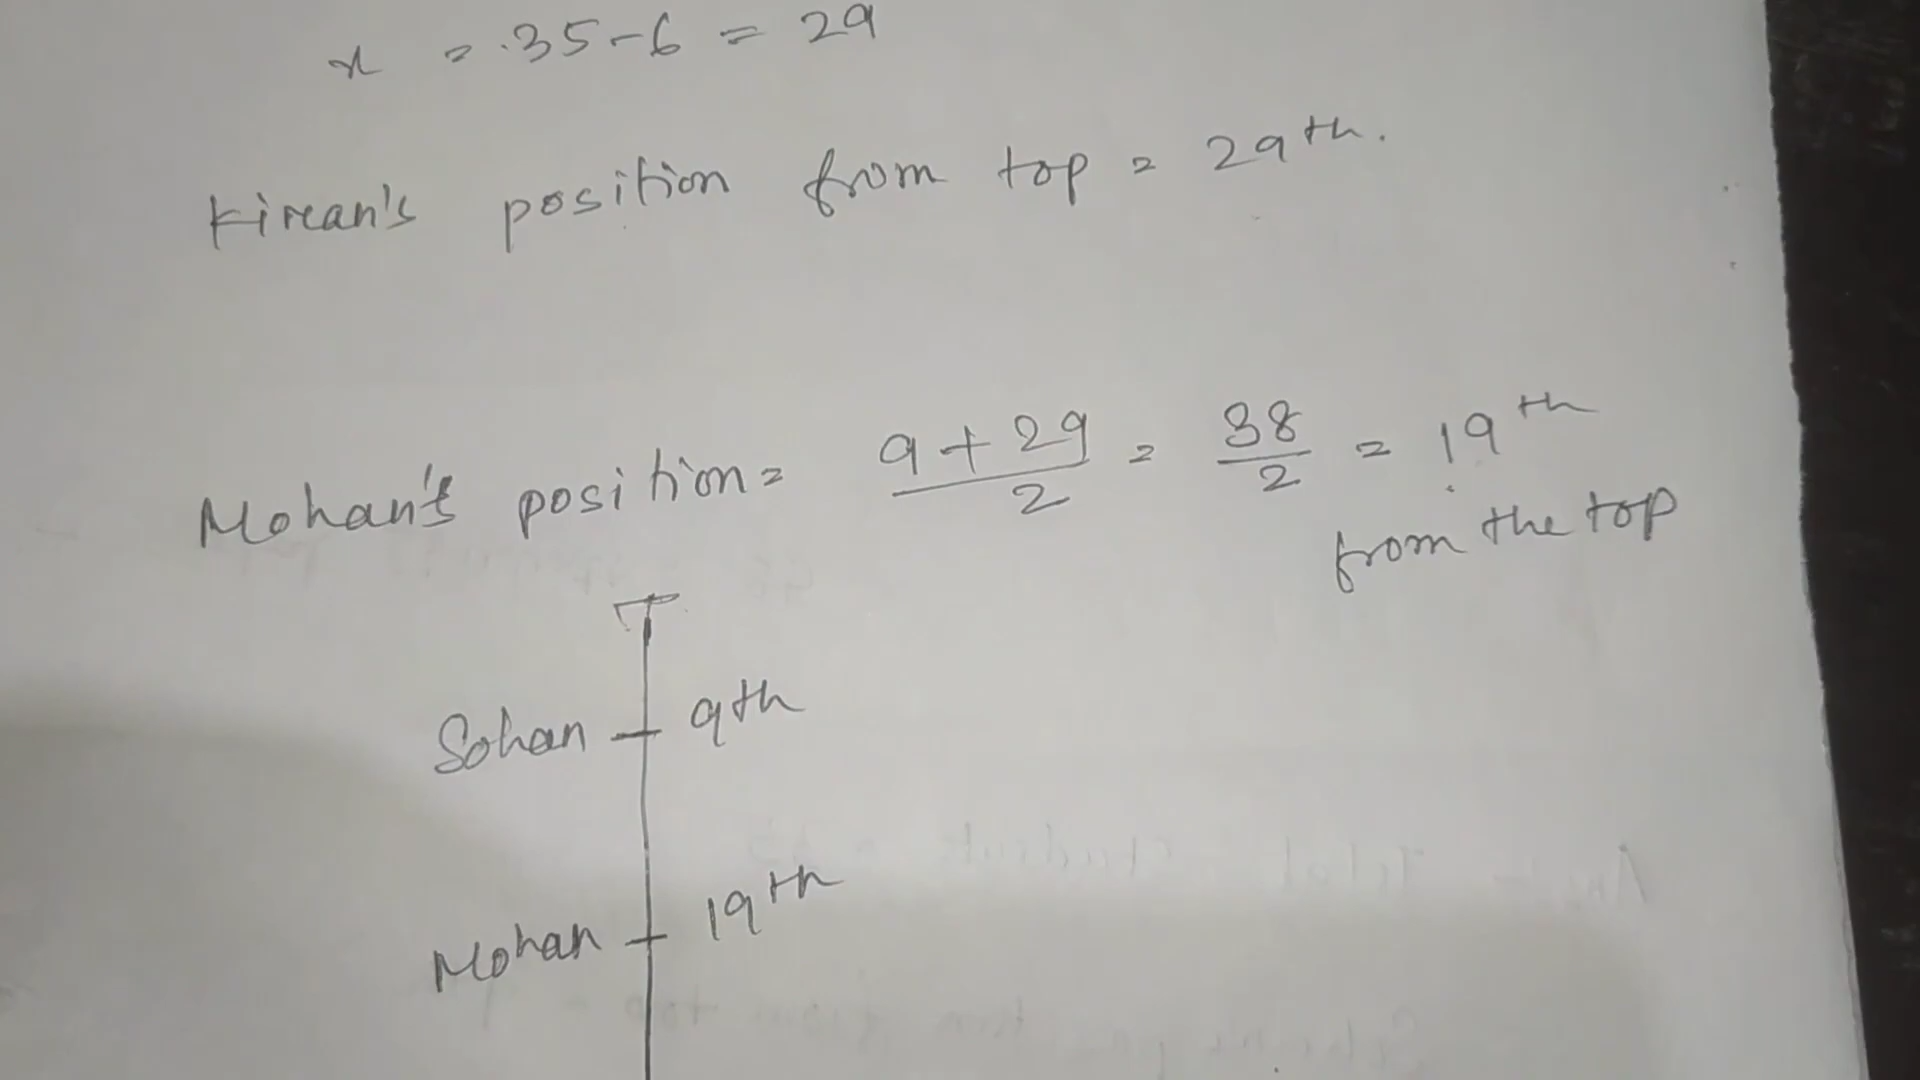 x = 35-6 = 29
Kiran's position from top = 29th.
Mohan's position = 9+29/2 = 38/2 = 19th
from the top
T
Sohan 9th
Mohan 19th